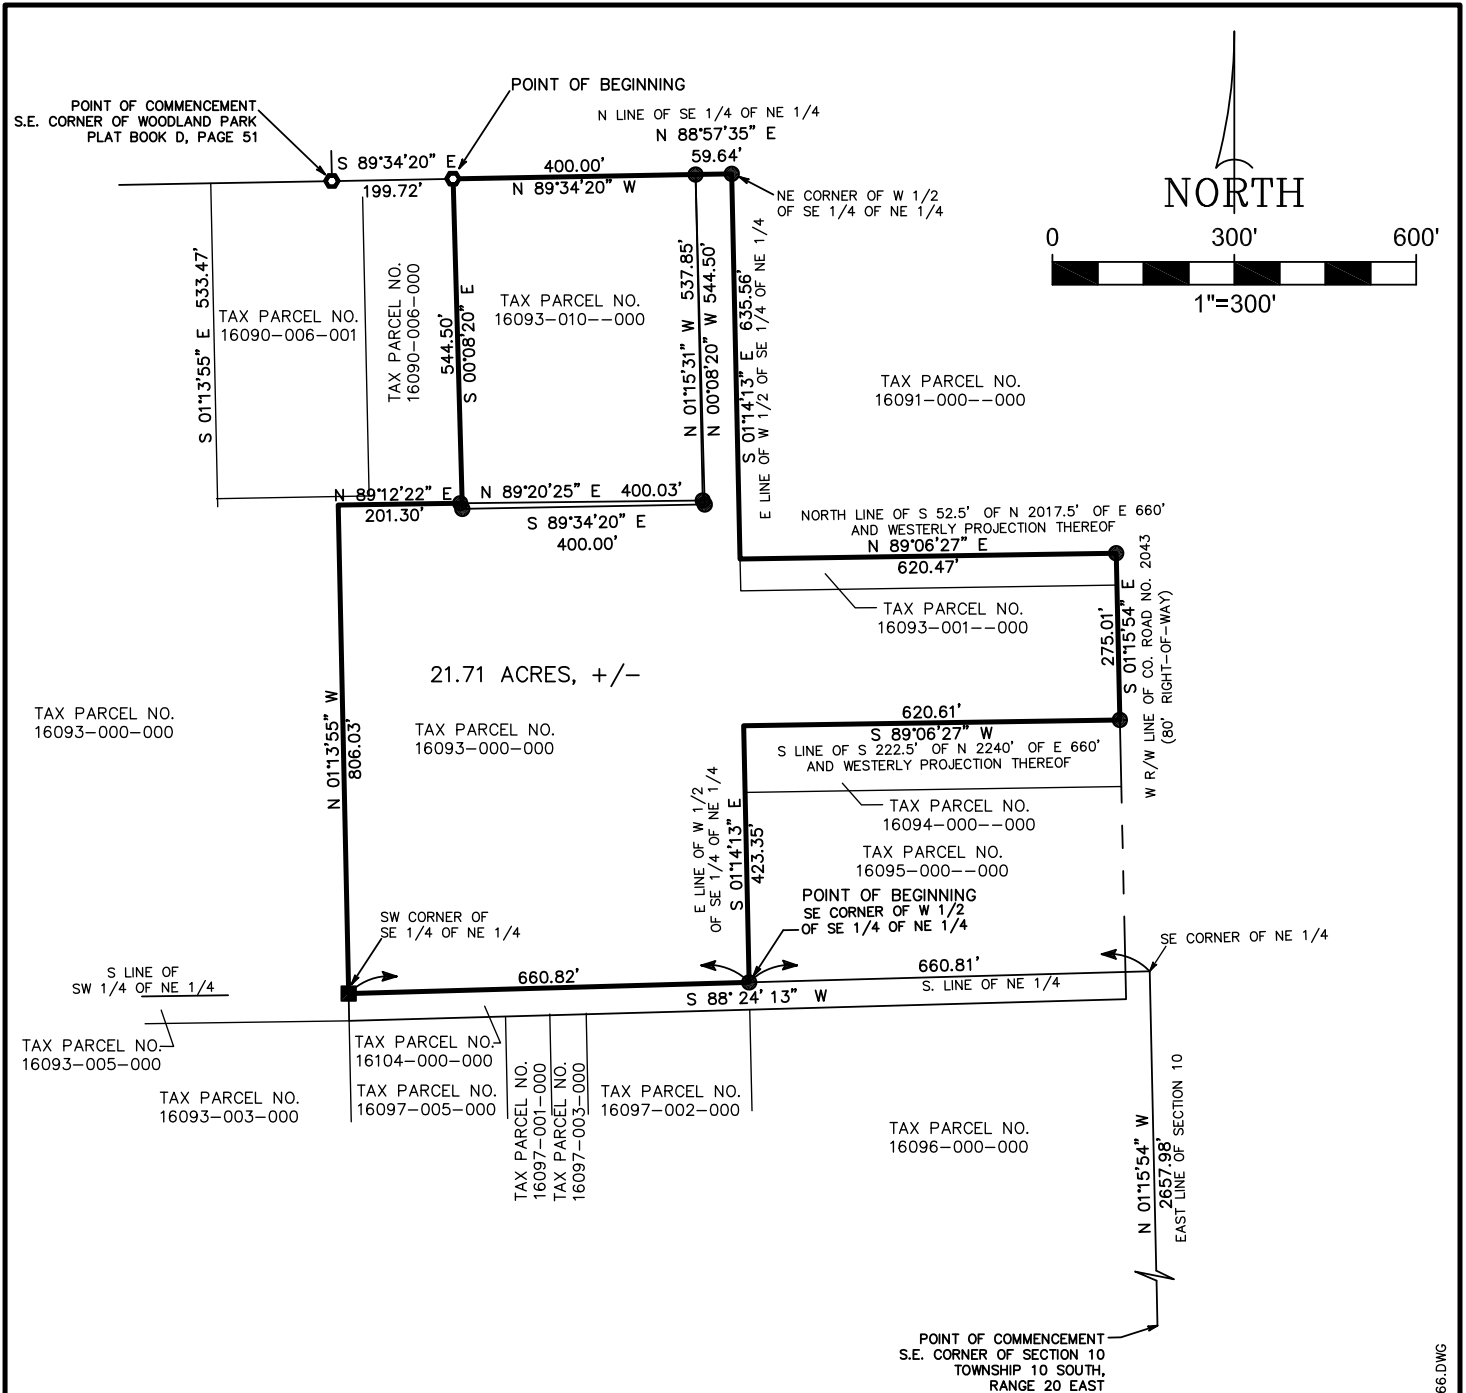 POINT OF BEGINNING
POINT OF COMMENCEMENT
S.E. CORNER OF WOODLAND PARK
PLAT BOOK D, PAGE 51
N LINE OF SE 1/4 OF NE 1/4
N 88°57'35" E
59.64'
S 89°34'20" E
199.72'
400.00'
N 89°34'20" W
NE CORNER OF W 1/2
OF SE 1/4 OF NE 1/4
NORTH
0 300' 600'
1"=300'
S 01°13'55" E 533.47'
TAX PARCEL NO.
16090-006-001
TAX PARCEL NO.
16090-006-000
544.50'
S 00°08'20" E
TAX PARCEL NO.
16093-010--000
N 01°15'31" W 537.85'
N 00°08'20" W 544.50'
S 01°14'13" E 635.56'
E LINE OF W 1/2 OF SE 1/4 OF NE 1/4
TAX PARCEL NO.
16091-000--000
N 89°12'22" E
201.30'
N 89°20'25" E 400.03'
S 89°34'20" E
400.00'
NORTH LINE OF S 52.5' OF N 2017.5' OF E 660'
AND WESTERLY PROJECTION THEREOF
N 89°06'27" E
620.47'
TAX PARCEL NO.
16093-001--000
275.01'
S 01°15'54" E
W R/W LINE OF CO. ROAD NO. 2043
(80' RIGHT-OF-WAY)
21.71 ACRES, +/-
TAX PARCEL NO.
16093-000-000
N 01°13'55" W
806.03'
TAX PARCEL NO.
16093-000-000
620.61'
S 89°06'27" W
S LINE OF S 222.5' OF N 2240' OF E 660'
AND WESTERLY PROJECTION THEREOF
E LINE OF W 1/2
OF SE 1/4 OF NE 1/4
S 01°14'13" E
423.35'
TAX PARCEL NO.
16094-000--000
TAX PARCEL NO.
16095-000--000
POINT OF BEGINNING
SE CORNER OF W 1/2
OF SE 1/4 OF NE 1/4
SW CORNER OF
SE 1/4 OF NE 1/4
SE CORNER OF NE 1/4
S LINE OF
SW 1/4 OF NE 1/4
660.82'
660.81'
S. LINE OF NE 1/4
S 88° 24' 13" W
TAX PARCEL NO.
16093-005-000
TAX PARCEL NO.
16104-000-000
TAX PARCEL NO.
16093-003-000
TAX PARCEL NO.
16097-005-000
TAX PARCEL NO.
16097-001-000
TAX PARCEL NO.
16097-003-000
TAX PARCEL NO.
16097-002-000
TAX PARCEL NO.
16096-000-000
N 01°15'54" W
2657.98'
EAST LINE OF SECTION 10
POINT OF COMMENCEMENT
S.E. CORNER OF SECTION 10
TOWNSHIP 10 SOUTH,
RANGE 20 EAST
66.DWG